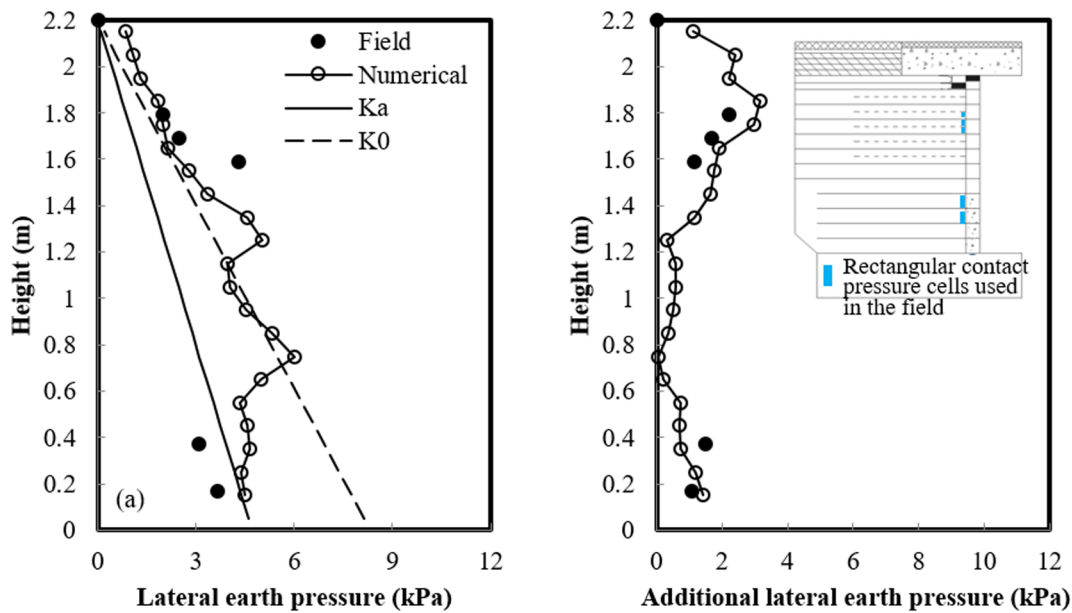 2.2
2
1.8
1.6
1.4
1.2
1
0.8
0.6
0.4
0.2
0
Height (m)
Field
Numerical
Ka
K0
(a)
0 3 6 9 12
Lateral earth pressure (kPa)
2.2
2
1.8
1.6
1.4
1.2
1
0.8
0.6
0.4
0.2
0
Height (m)
Rectangular contact
pressure cells used
in the field
0 2 4 6 8 10 12
Additional lateral earth pressure (kPa)